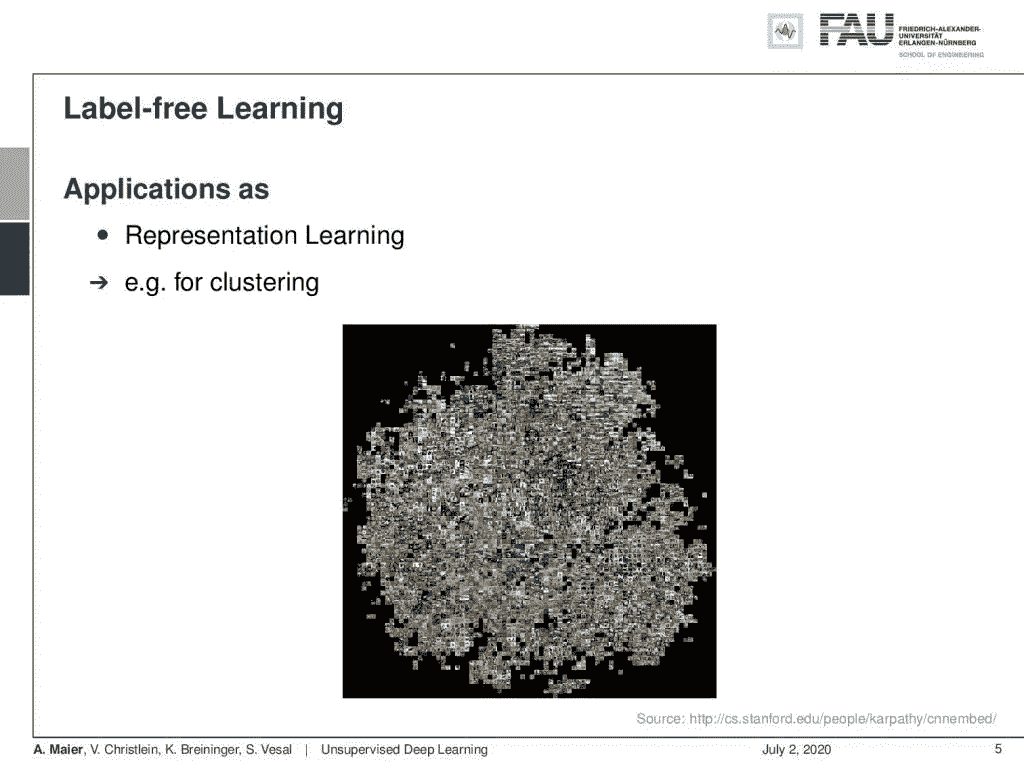 FAU
FRIEDRICH-ALEXANDER-
UNIVERSITÄT
ERLANGEN-NÜRNBERG
SCHOOL OF ENGINEERING
Label-free Learning
Applications as
• Representation Learning
➔ e.g. for clustering
Source: http://cs.stanford.edu/people/karpathy/cnnembed/
A. Maier, V. Christlein, K. Breininger, S. Vesal | Unsupervised Deep Learning July 2, 2020 5